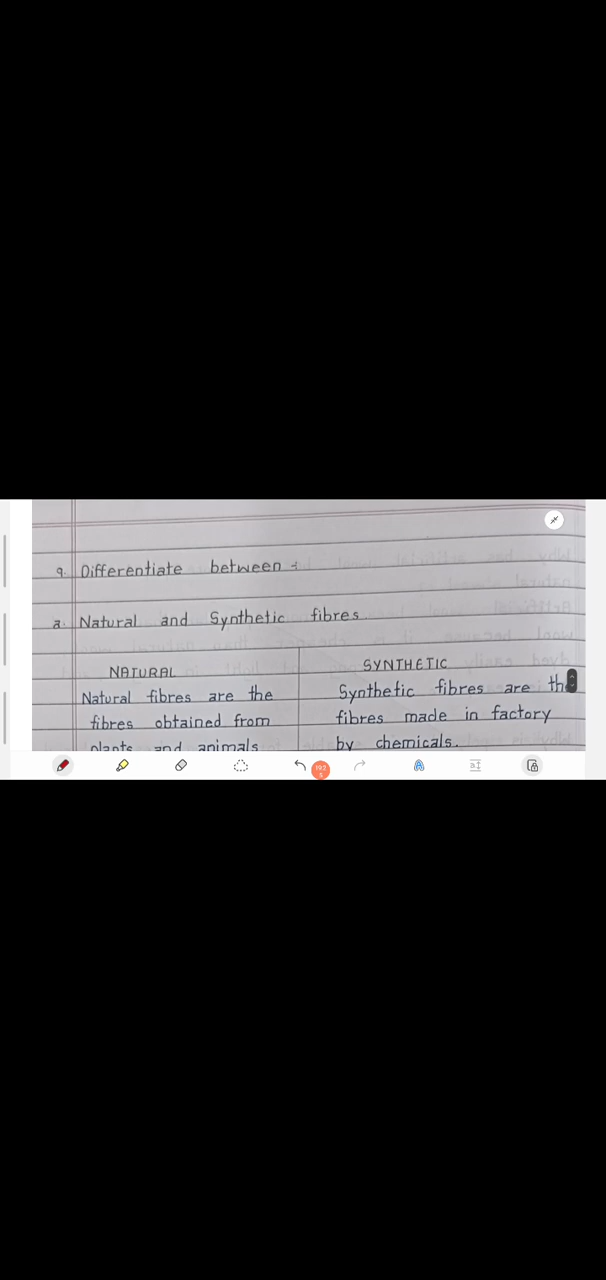 9. Differentiate between :
a. Natural and Synthetic fibres.
NATURAL
Natural fibres are the
fibres obtained from
plants and animals
SYNTHETIC
Synthetic fibres are the
fibres made in factory
by chemicals.